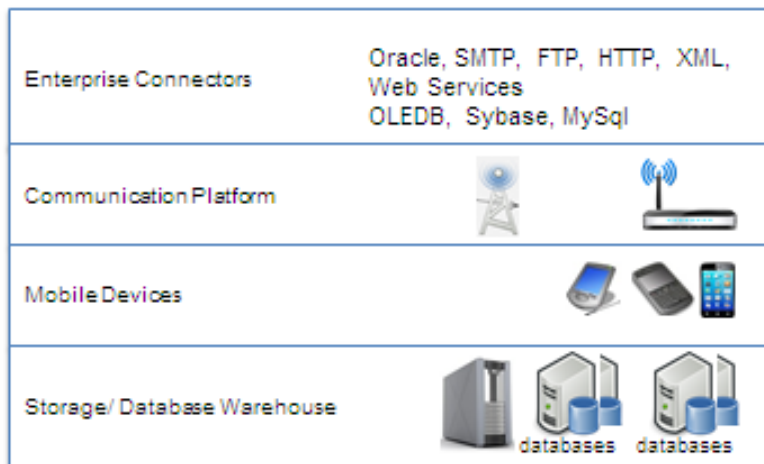 Enterprise Connectors
Oracle, SMTP, FTP, HTTP, XML,
Web Services
OLEDB, Sybase, MySql
Communication Platform
Mobile Devices
Storage/ Database Warehouse
databases databases